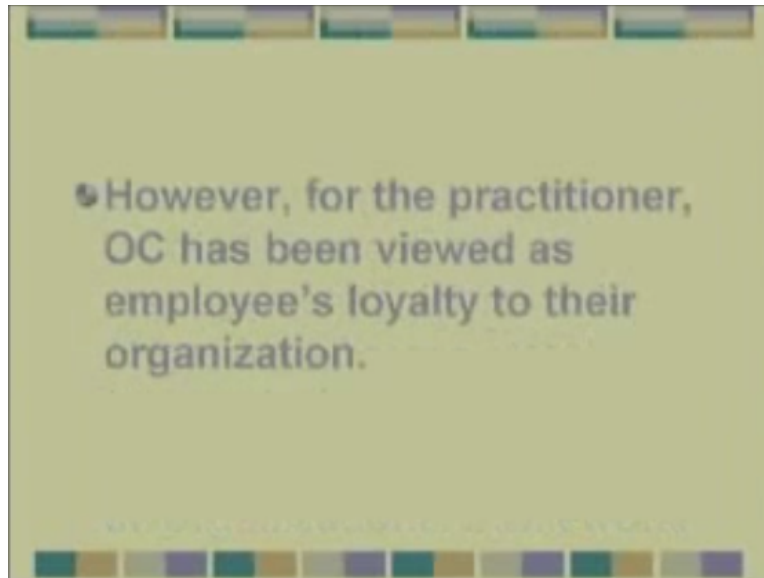 However, for the practitioner,
OC has been viewed as
employee's loyalty to their
organization.